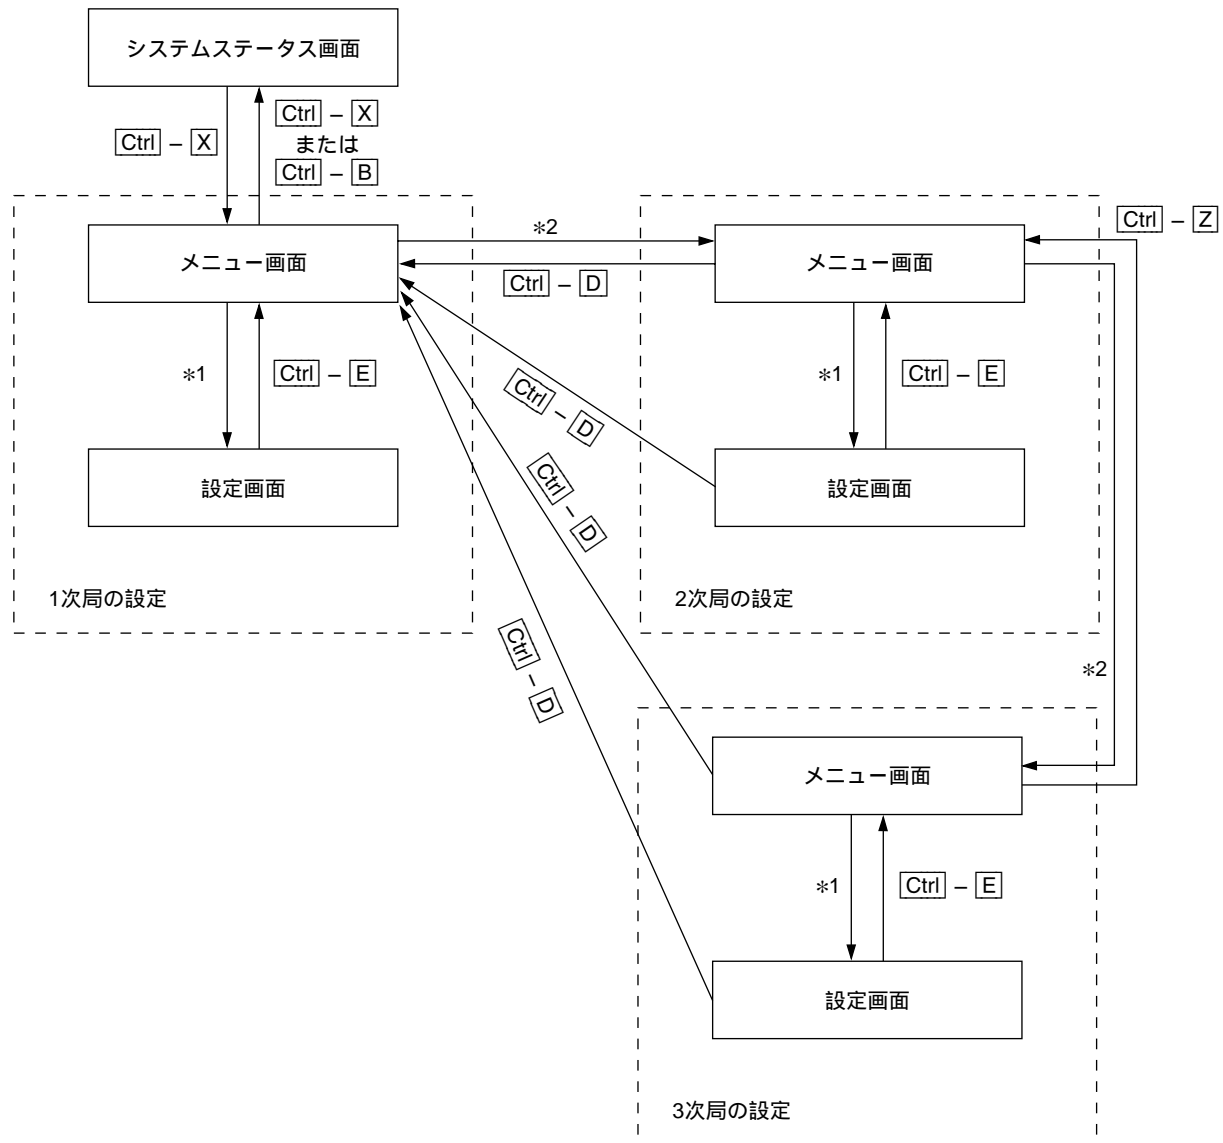 システムステータス画面
Ctrl – X
Ctrl – X
または
Ctrl – B
メニュー画面
*2
Ctrl – D
メニュー画面
Ctrl – Z
*1
Ctrl – E
Ctrl – D
*1
Ctrl – E
設定画面
Ctrl – D
設定画面
1次局の設定
2次局の設定
Ctrl – D
*2
メニュー画面
*1
Ctrl – E
設定画面
3次局の設定